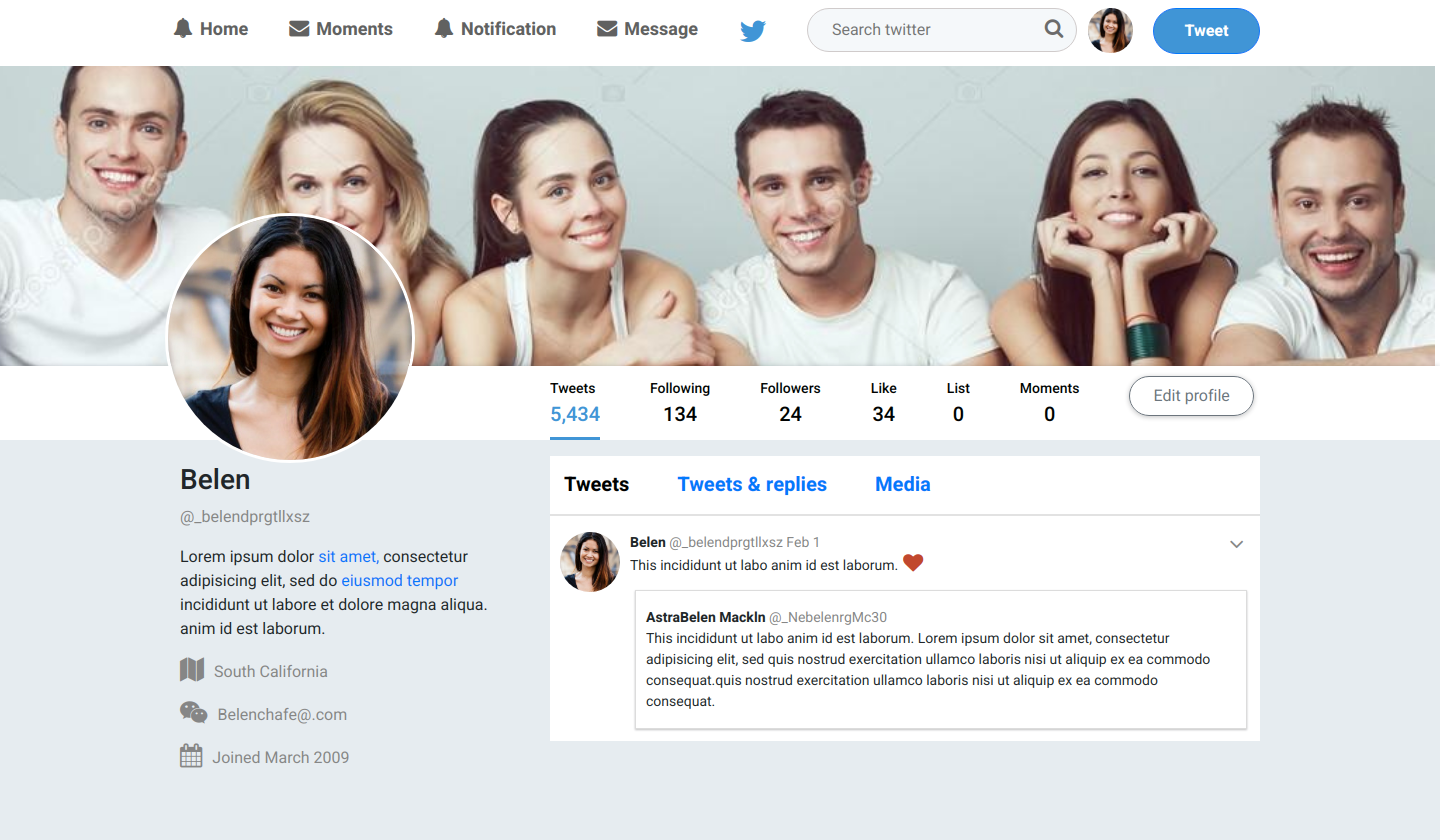 Home Moments Notification Message Search twitter Tweet
Tweets Following Followers Like List Moments
5,434 134 24 34 0 0 Edit profile
Belen
@_belendprgtllxsz
Lorem ipsum dolor sit amet, consectetur
adipisicing elit, sed do eiusmod tempor
incididunt ut labore et dolore magna aliqua.
anim id est laborum.
South California
Belenchafe@.com
Joined March 2009
Tweets Tweets & replies Media
Belen @_belendprgtllxsz Feb 1
This incididunt ut labo anim id est laborum.
AstraBelen Mackln @_NebelenrgMc30
This incididunt ut labo anim id est laborum. Lorem ipsum dolor sit amet, consectetur
adipisicing elit, sed quis nostrud exercitation ullamco laboris nisi ut aliquip ex ea commodo
consequat.quis nostrud exercitation ullamco laboris nisi ut aliquip ex ea commodo
consequat.